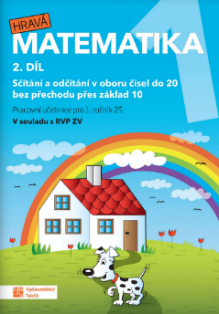 HRAVÁ
1
MATEMATIKA
2. DÍL
Sčítání a odčítání v oboru čísel do 20
bez přechodu přes základ 10
Pracovní učebnice pro 1. ročník ZŠ
V souladu s RVP ZV
Vydavatelství
Taktik